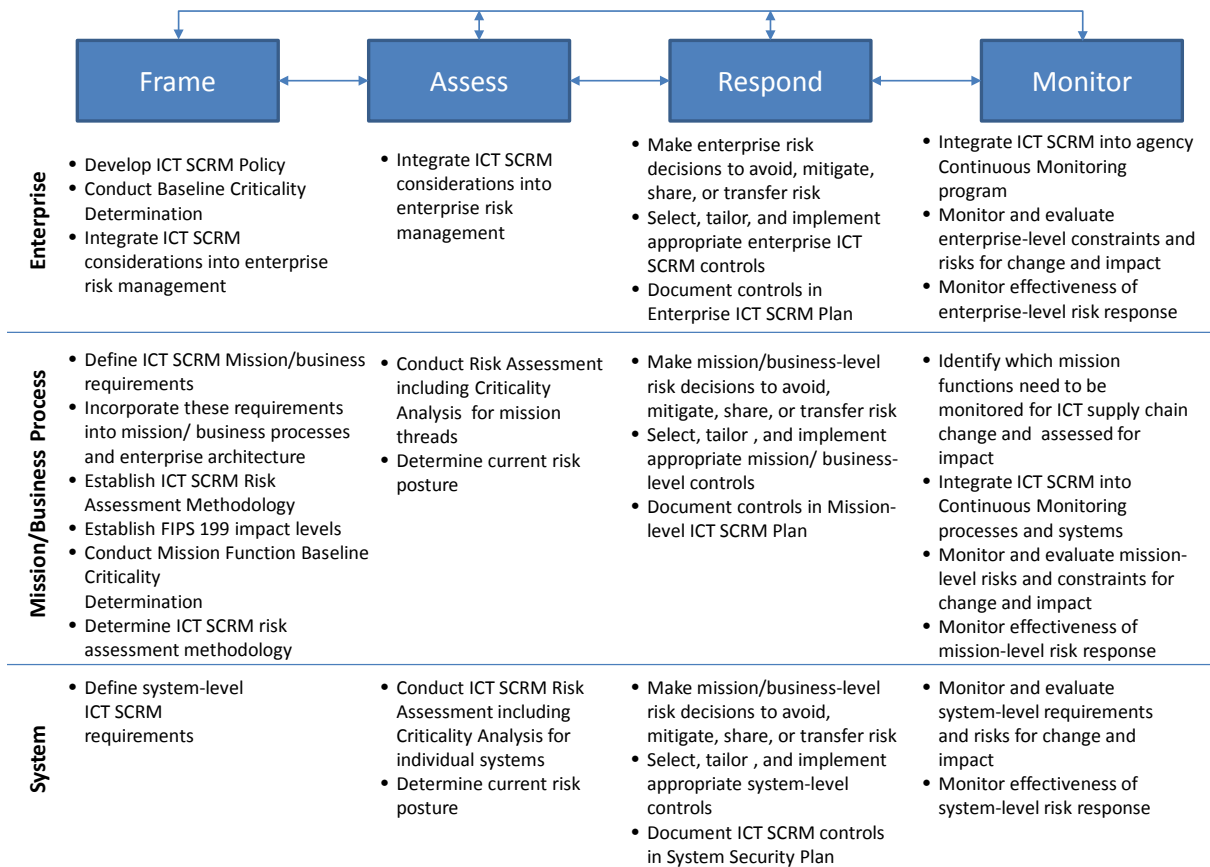 Frame
Assess
Respond
Monitor
Enterprise
• Develop ICT SCRM Policy
• Conduct Baseline Criticality
Determination
• Integrate ICT SCRM
considerations into enterprise
risk management
• Integrate ICT SCRM
considerations into
enterprise risk
management
• Make enterprise risk
decisions to avoid, mitigate,
share, or transfer risk
• Select, tailor, and implement
appropriate enterprise ICT
SCRM controls
• Document controls in
Enterprise ICT SCRM Plan
• Integrate ICT SCRM into agency
Continuous Monitoring
program
• Monitor and evaluate
enterprise-level constraints and
risks for change and impact
• Monitor effectiveness of
enterprise-level risk response
Mission/Business Process
• Define ICT SCRM Mission/business
requirements
• Incorporate these requirements
into mission/ business processes
and enterprise architecture
• Establish ICT SCRM Risk
Assessment Methodology
• Establish FIPS 199 impact levels
• Conduct Mission Function Baseline
Criticality
Determination
• Determine ICT SCRM risk
assessment methodology
• Conduct Risk Assessment
including Criticality
Analysis for mission
threads
• Determine current risk
posture
• Make mission/business-level
risk decisions to avoid,
mitigate, share, or transfer risk
• Select, tailor , and implement
appropriate mission/ business-
level controls
• Document controls in Mission-
level ICT SCRM Plan
• Identify which mission
functions need to be
monitored for ICT supply chain
change and assessed for
impact
• Integrate ICT SCRM into
Continuous Monitoring
processes and systems
• Monitor and evaluate mission-
level risks and constraints for
change and impact
• Monitor effectiveness of
mission-level risk response
System
• Define system-level
ICT SCRM
requirements
• Conduct ICT SCRM Risk
Assessment including
Criticality Analysis for
individual systems
• Determine current risk
posture
• Make mission/business-level
risk decisions to avoid,
mitigate, share, or transfer risk
• Select, tailor , and implement
appropriate system-level
controls
• Document ICT SCRM controls
in System Security Plan
• Monitor and evaluate
system-level requirements
and risks for change and
impact
• Monitor effectiveness of
system-level risk response